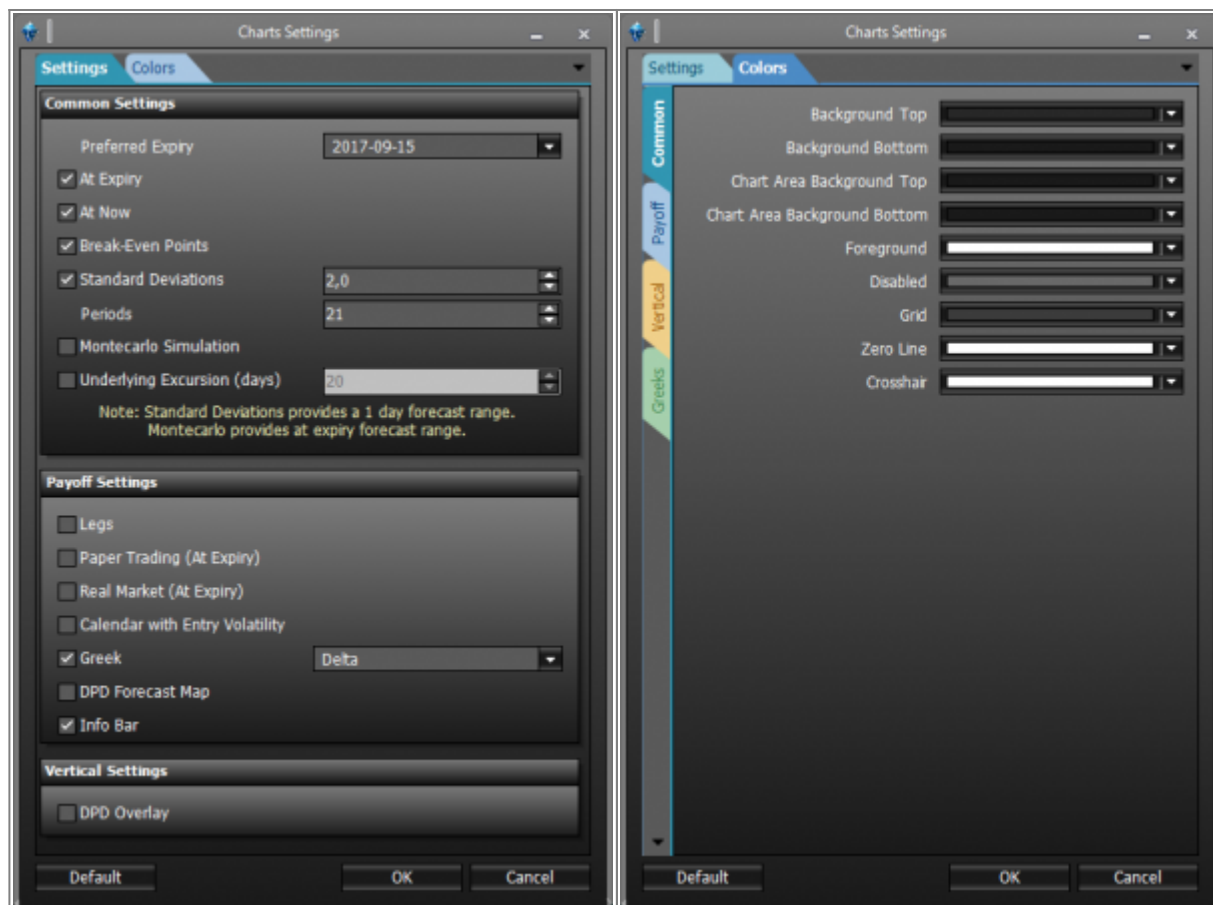 Charts Settings
Settings Colors
Common Settings
Preferred Expiry 2017-09-15
At Expiry
At Now
Break-Even Points
Standard Deviations 2,0
Periods 21
Montecarlo Simulation
Underlying Excursion (days) 20
Note: Standard Deviations provides a 1 day forecast range.
Montecarlo provides at expiry forecast range.
Payoff Settings
Legs
Paper Trading (At Expiry)
Real Market (At Expiry)
Calendar with Entry Volatility
Greek Delta
DPD Forecast Map
Info Bar
Vertical Settings
DPD Overlay
Default OK Cancel
Charts Settings
Settings Colors
Common
Payoff
Vertical
Greeks
Background Top
Background Bottom
Chart Area Background Top
Chart Area Background Bottom
Foreground
Disabled
Grid
Zero Line
Crosshair
Default OK Cancel